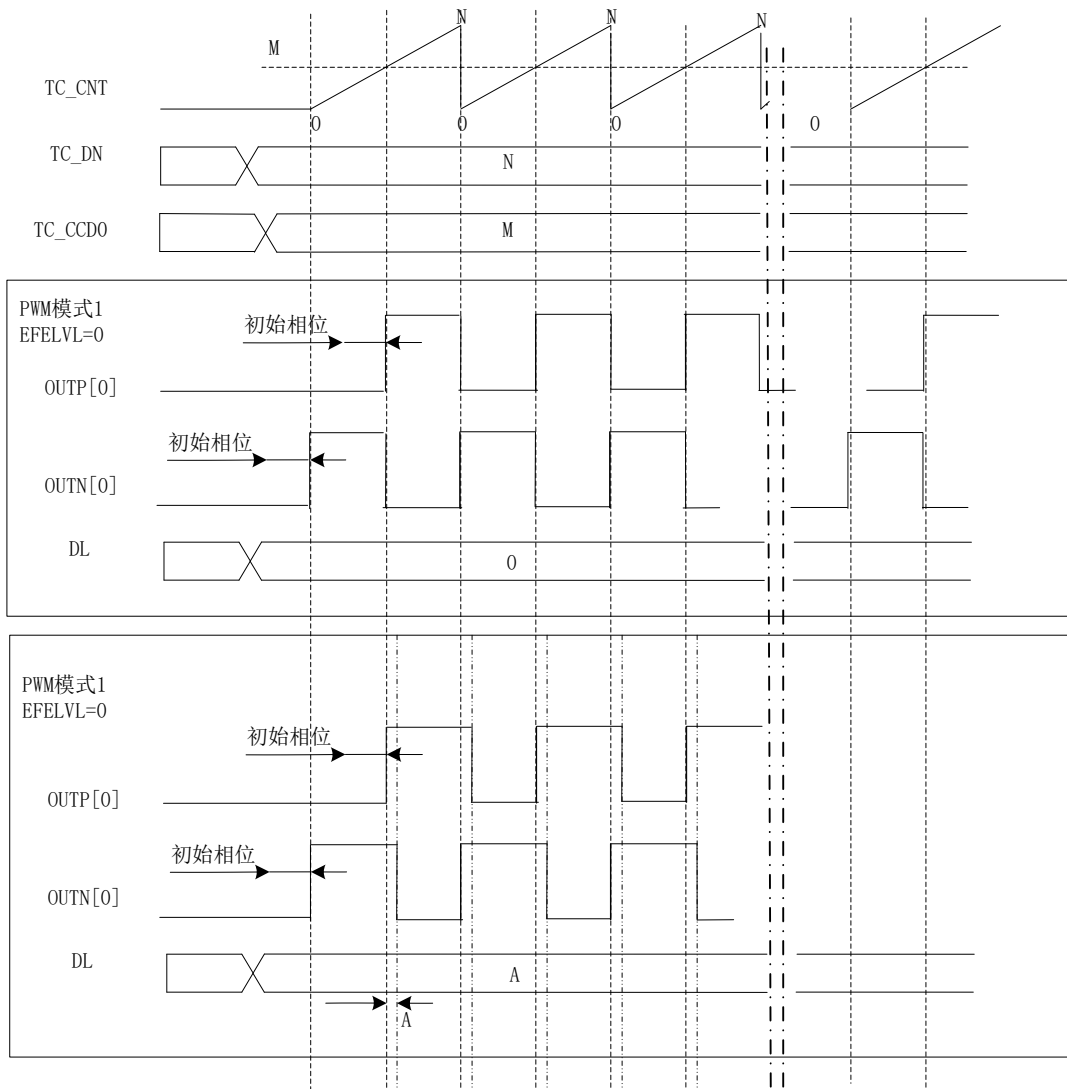 N N N
M
TC_CNT
0 0 0 0
TC_DN
N
TC_CCD0
M
PWM模式1
EFELVL=0
初始相位
OUTP[0]
初始相位
OUTN[0]
DL
0
PWM模式1
EFELVL=0
初始相位
OUTP[0]
初始相位
OUTN[0]
DL
A
A